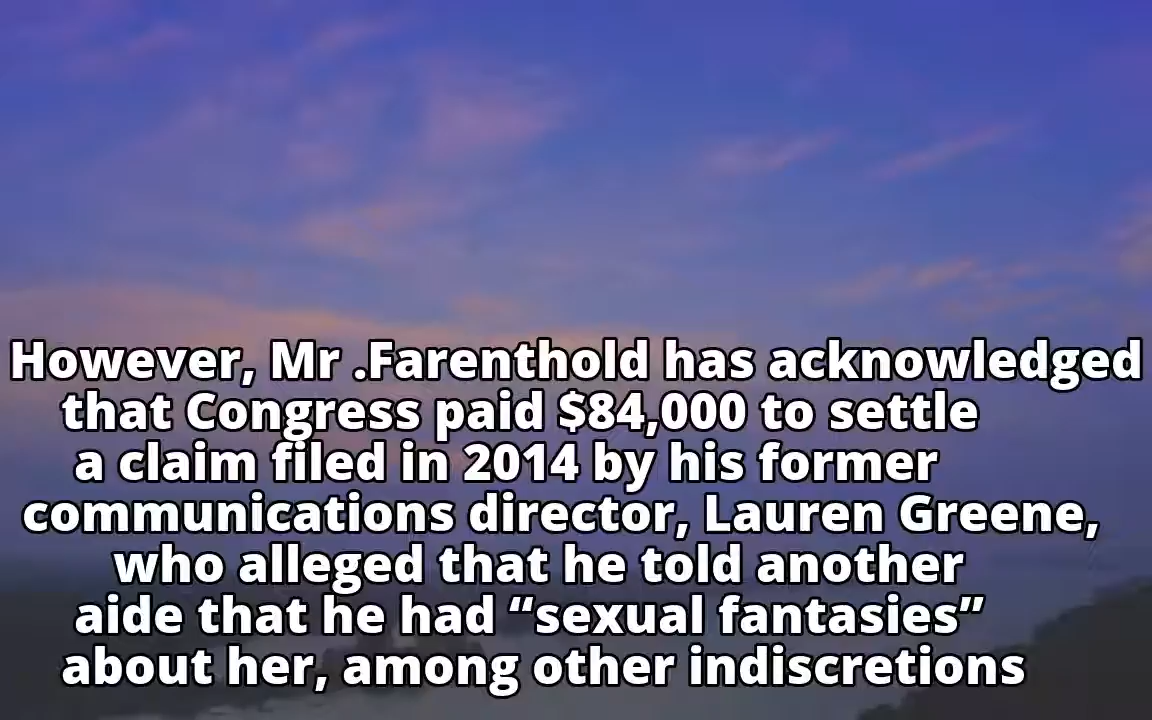 However, Mr .Farenthold has acknowledged
that Congress paid $84,000 to settle
a claim filed in 2014 by his former
communications director, Lauren Greene,
who alleged that he told another
aide that he had “sexual fantasies”
about her, among other indiscretions